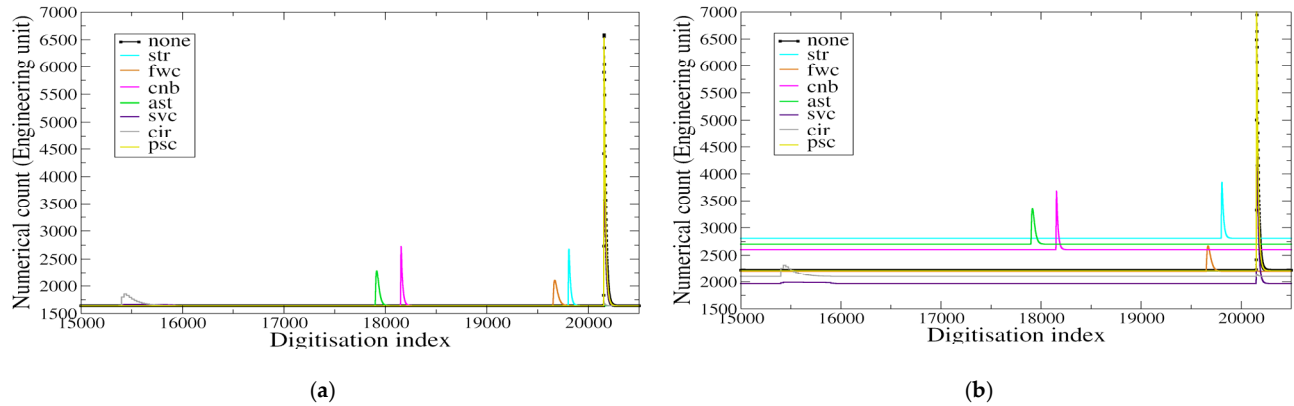 7000
6500
6000
5500
5000
4500
4000
3500
3000
2500
2000
1500
Numerical count (Engineering unit)
none
str
fwc
cnb
ast
svc
cir
psc
15000 16000 17000 18000 19000 20000
Digitisation index
(a)
7000
6500
6000
5500
5000
4500
4000
3500
3000
2500
2000
1500
Numerical count (Engineering unit)
none
str
fwc
cnb
ast
svc
cir
psc
15000 16000 17000 18000 19000 20000
Digitisation index
(b)